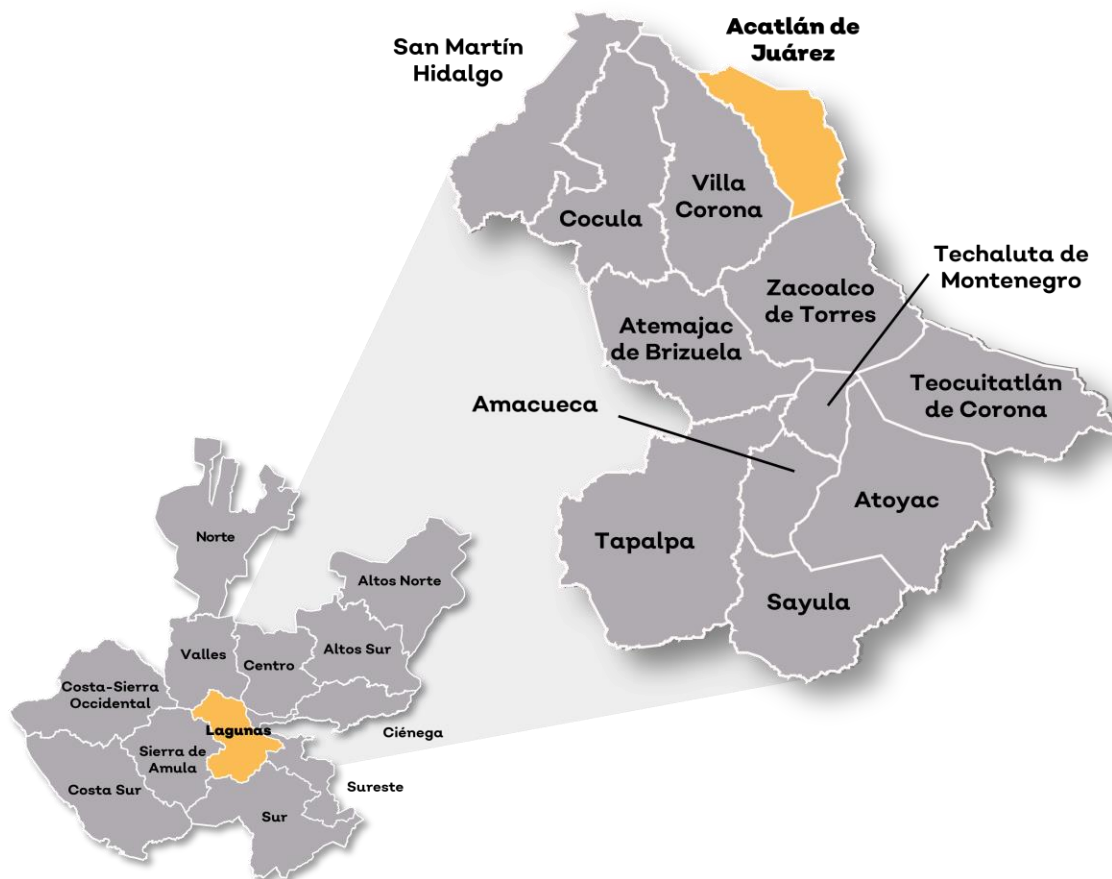 San Martín
Hidalgo
Acatlán de
Juárez
Villa
Corona
Cocula
Techaluta de
Montenegro
Zacoalco
de Torres
Atemajac
de Brizuela
Teocuitatlán
de Corona
Amacueca
Atoyac
Tapalpa
Sayula
Norte
Altos Norte
Valles
Centro
Altos Sur
Costa-Sierra
Occidental
Lagunas
Ciénega
Sierra de
Amula
Costa Sur
Sureste
Sur